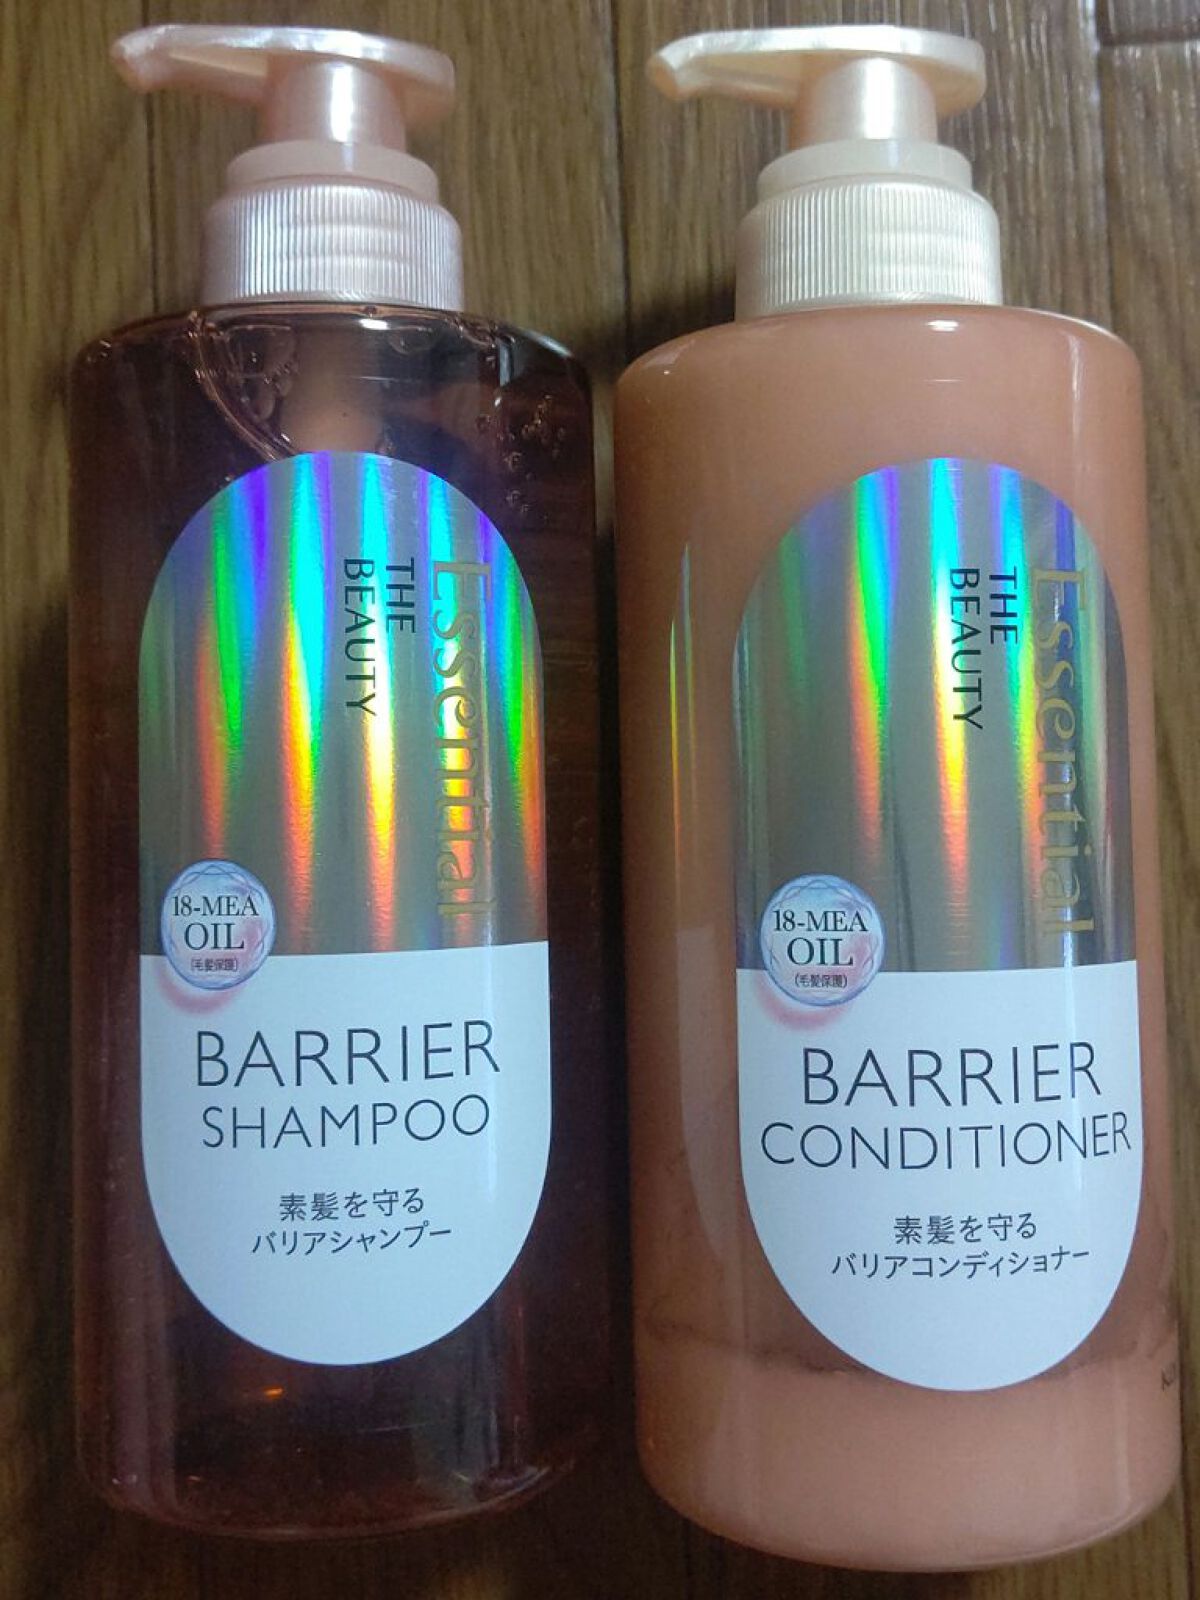 Essential
THE
BEAUTY
18-MEA
OIL
(毛髪保護)
BARRIER
SHAMPOO
素髪を守る
バリアシャンプー
Essential
THE
BEAUTY
18-MEA
OIL
(毛髪保護)
BARRIER
CONDITIONER
素髪を守る
バリアコンディショナー